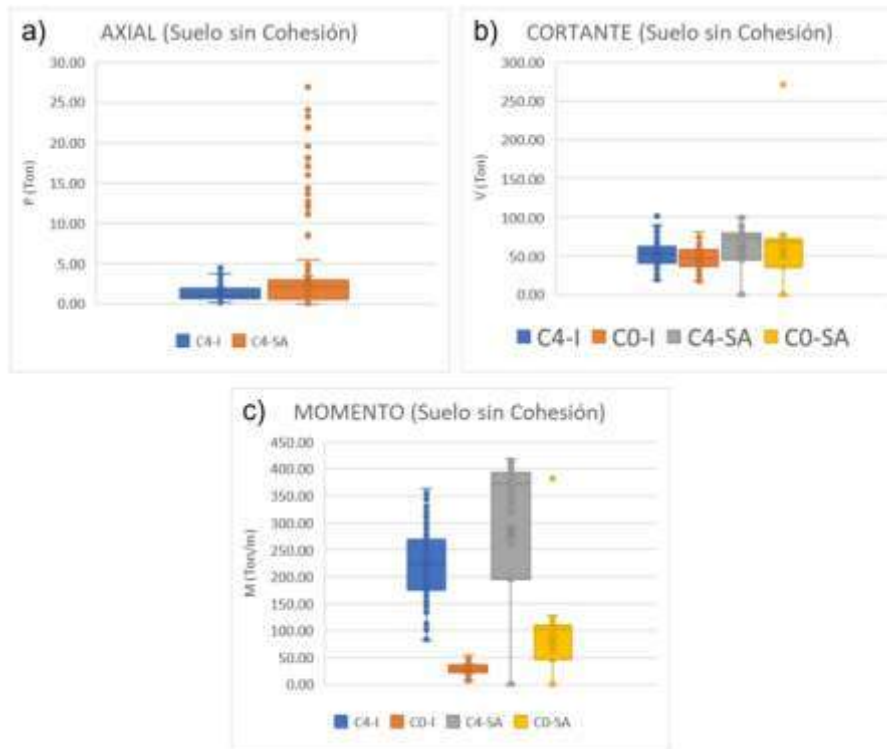 a) AXIAL (Suelo sin Cohesión)
30.00
25.00
20.00
15.00
10.00
5.00
0.00
P (Ton)
C4-I C4-SA
b) CORTANTE (Suelo sin Cohesión)
300.00
250.00
200.00
150.00
100.00
50.00
0.00
V (Ton)
C4-I C0-I C4-SA C0-SA
c) MOMENTO (Suelo sin Cohesión)
450.00
400.00
350.00
300.00
250.00
200.00
150.00
100.00
50.00
0.00
M (Ton/m)
C4-I C0-I C4-SA C0-SA